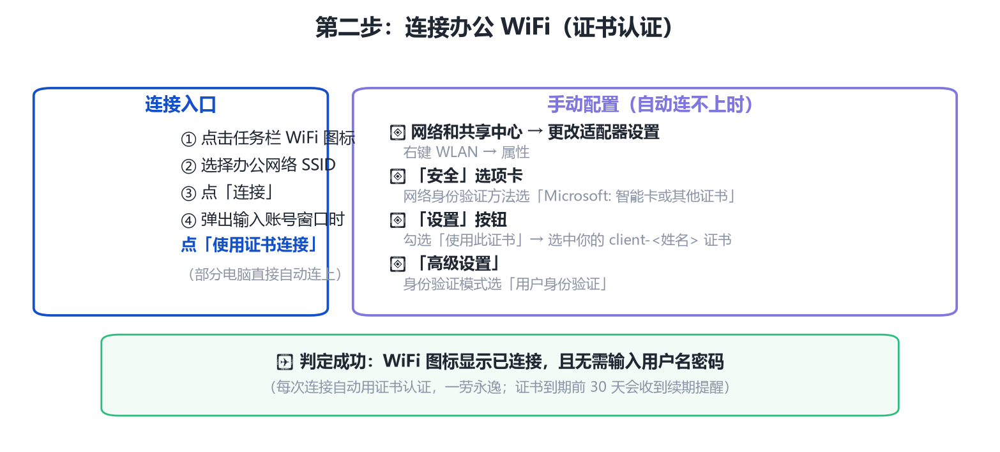 第二步：连接办公 WiFi（证书认证）
连接入口
① 点击任务栏 WiFi 图标
② 选择办公网络 SSID
③ 点「连接」
④ 弹出输入账号窗口时
点「使用证书连接」
（部分电脑直接自动连上）
手动配置（自动连不上时）
网络和共享中心 → 更改适配器设置
右键 WLAN → 属性
「安全」选项卡
网络身份验证方法选「Microsoft: 智能卡或其他证书」
「设置」按钮
勾选「使用此证书」→ 选中你的 client-<姓名> 证书
「高级设置」
身份验证模式选「用户身份验证」
判定成功：WiFi 图标显示已连接，且无需输入用户名密码
（每次连接自动用证书认证，一劳永逸；证书到期前 30 天会收到续期提醒）